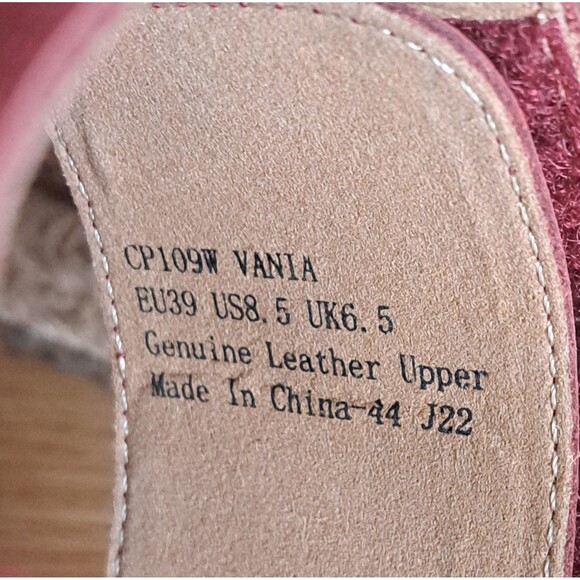 CP109W VANIA
EU39 US8.5 UK6.5
Genuine Leather Upper
Made In China-44 J22